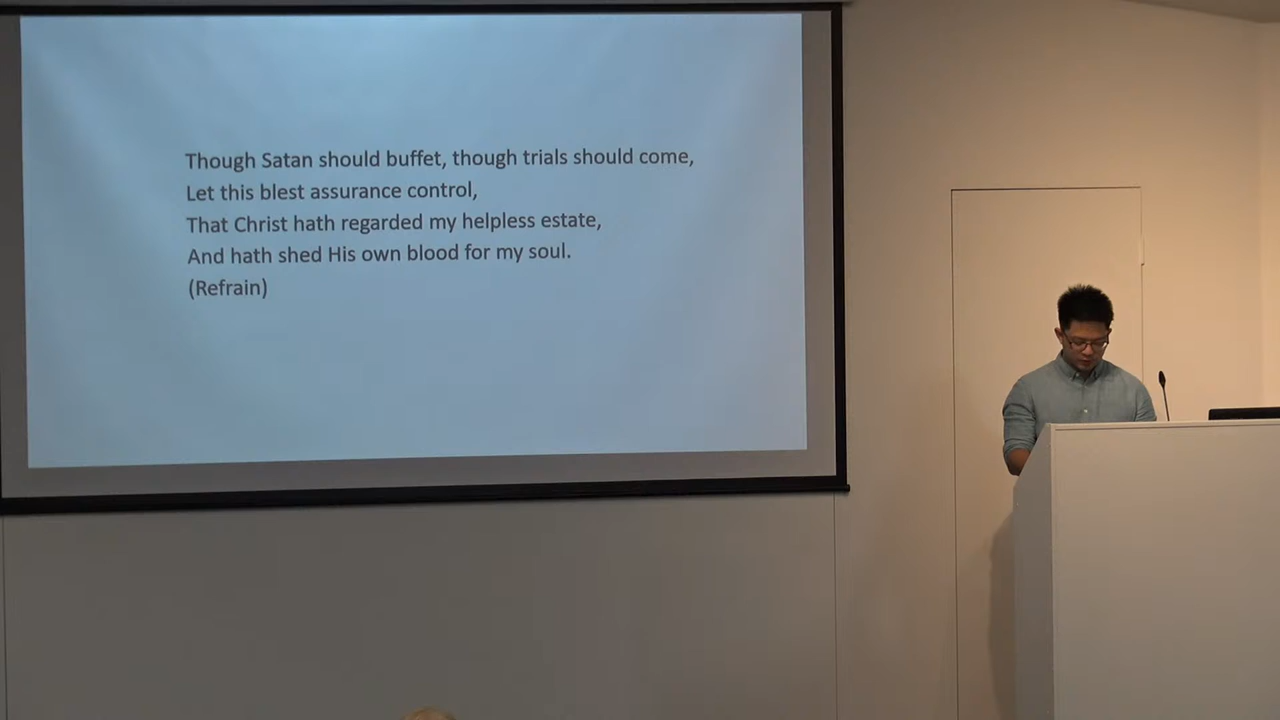 Though Satan should buffet, though trials should come,
Let this blest assurance control,
That Christ hath regarded my helpless estate,
And hath shed His own blood for my soul.
(Refrain)